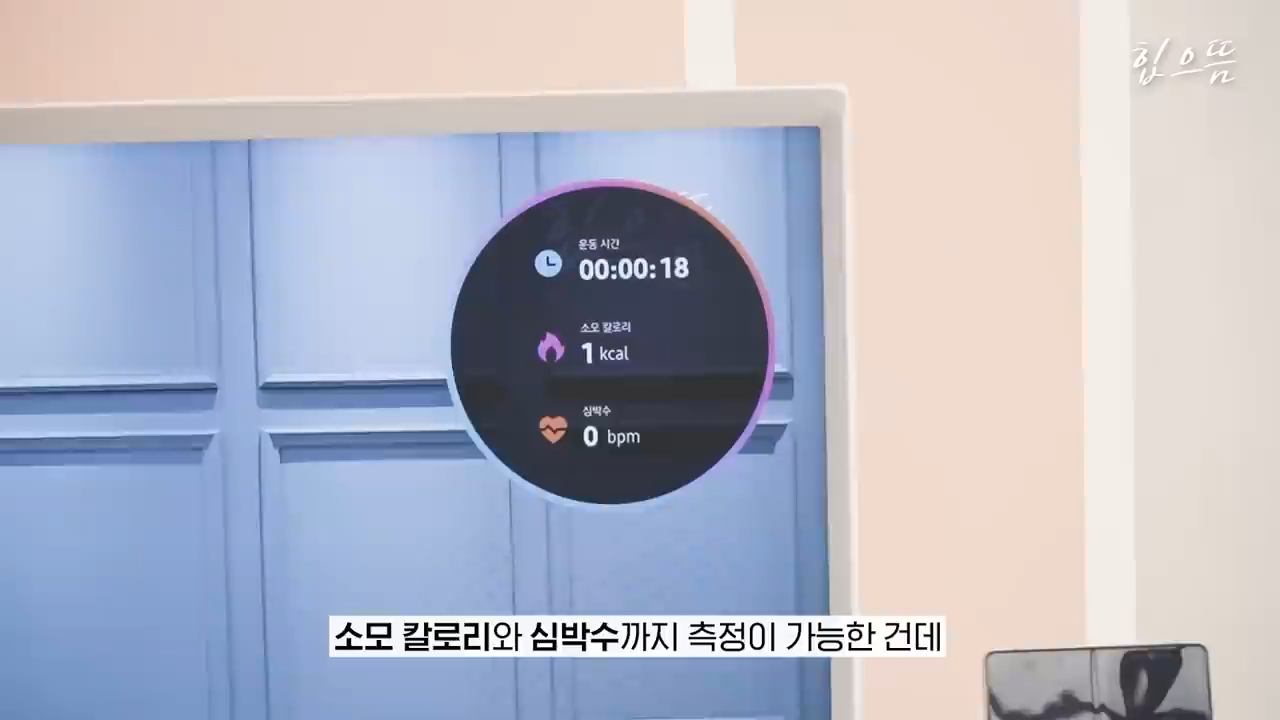 힙으뜸
운동 시간
00:00:18
소모 칼로리
1 kcal
심박수
0 bpm
소모 칼로리와 심박수까지 측정이 가능한 건데